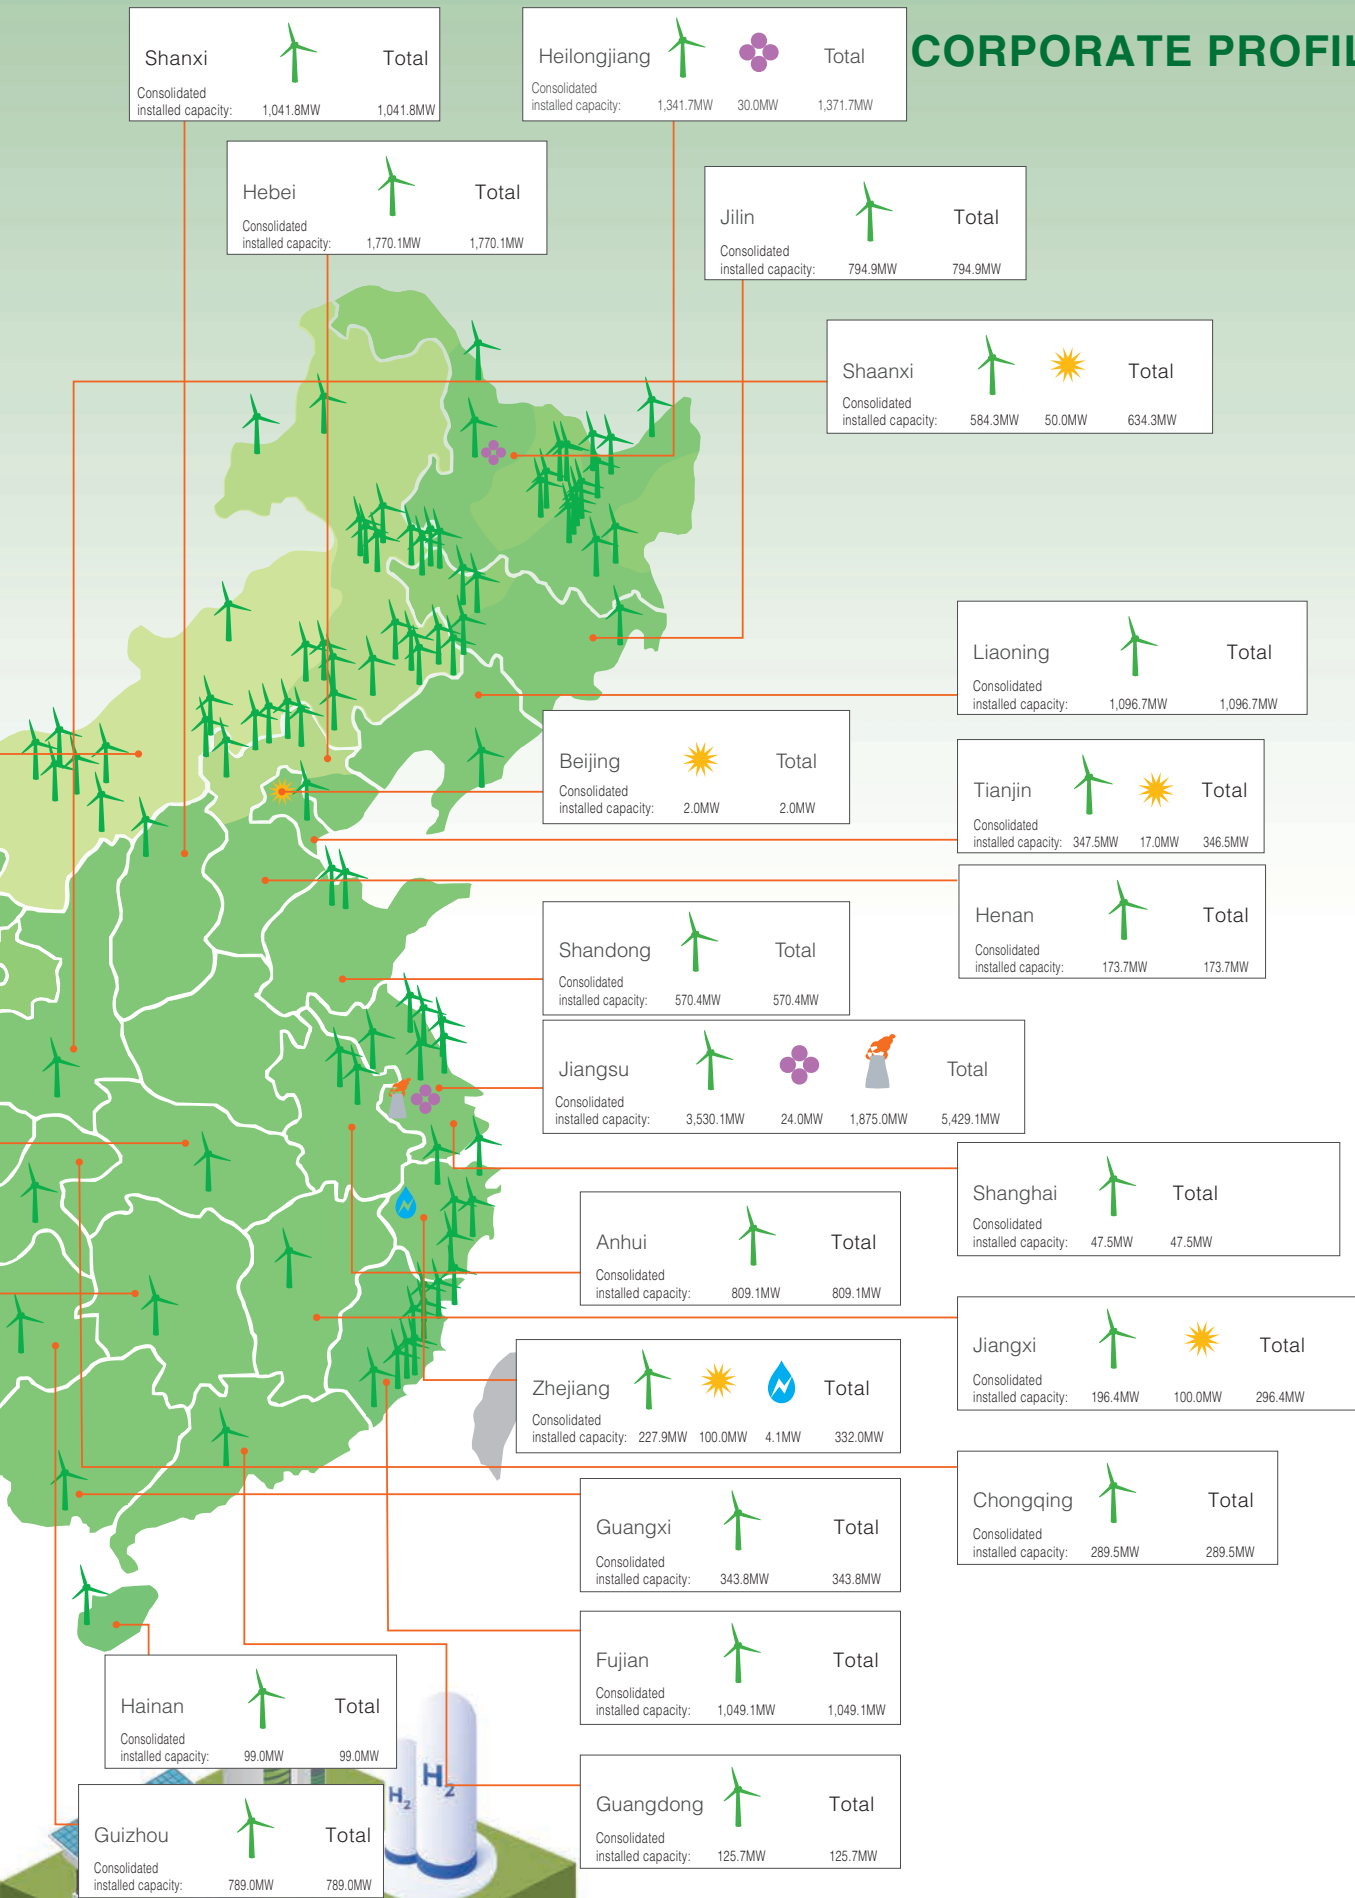 CORPORATE PROFIL
Shanxi Total
Consolidated
installed capacity: 1,041.8MW 1,041.8MW
Heilongjiang Total
Consolidated
installed capacity: 1,341.7MW 30.0MW 1,371.7MW
Hebei Total
Consolidated
installed capacity: 1,770.1MW 1,770.1MW
Jilin Total
Consolidated
installed capacity: 794.9MW 794.9MW
Shaanxi Total
Consolidated
installed capacity: 584.3MW 50.0MW 634.3MW
Liaoning Total
Consolidated
installed capacity: 1,096.7MW 1,096.7MW
Beijing Total
Consolidated
installed capacity: 2.0MW 2.0MW
Tianjin Total
Consolidated
installed capacity: 347.5MW 17.0MW 346.5MW
Henan Total
Consolidated
installed capacity: 173.7MW 173.7MW
Shandong Total
Consolidated
installed capacity: 570.4MW 570.4MW
Jiangsu Total
Consolidated
installed capacity: 3,530.1MW 24.0MW 1,875.0MW 5,429.1MW
Shanghai Total
Consolidated
installed capacity: 47.5MW 47.5MW
Anhui Total
Consolidated
installed capacity: 809.1MW 809.1MW
Jiangxi Total
Consolidated
installed capacity: 196.4MW 100.0MW 296.4MW
Zhejiang Total
Consolidated
installed capacity: 227.9MW 100.0MW 4.1MW 332.0MW
Chongqing Total
Consolidated
installed capacity: 289.5MW 289.5MW
Guangxi Total
Consolidated
installed capacity: 343.8MW 343.8MW
Fujian Total
Consolidated
installed capacity: 1,049.1MW 1,049.1MW
Hainan Total
Consolidated
installed capacity: 99.0MW 99.0MW
H2
H2
Guangdong Total
Consolidated
installed capacity: 125.7MW 125.7MW
Guizhou Total
Consolidated
installed capacity: 789.0MW 789.0MW